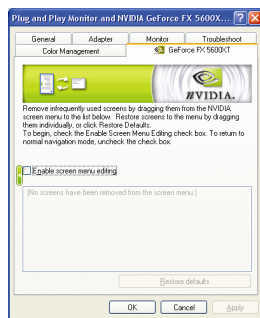 Plug and Play Monitor and NVIDIA GeForce FX 5600X...
General Adapter Monitor Troubleshoot
Color Management GeForce FX 5600XT
NVIDIA.
Remove infrequently used screens by dragging them from the NVIDIA
screen menu to the list below. Restore screens to the menu by dragging
them individually, or click Restore Defaults.
To begin, check the Enable Screen Menu Editing check box. To return to
normal navigation mode, uncheck the check box.
Enable screen menu editing
(No screens have been removed from the screen menu.)
Restore defaults
OK Cancel Apply